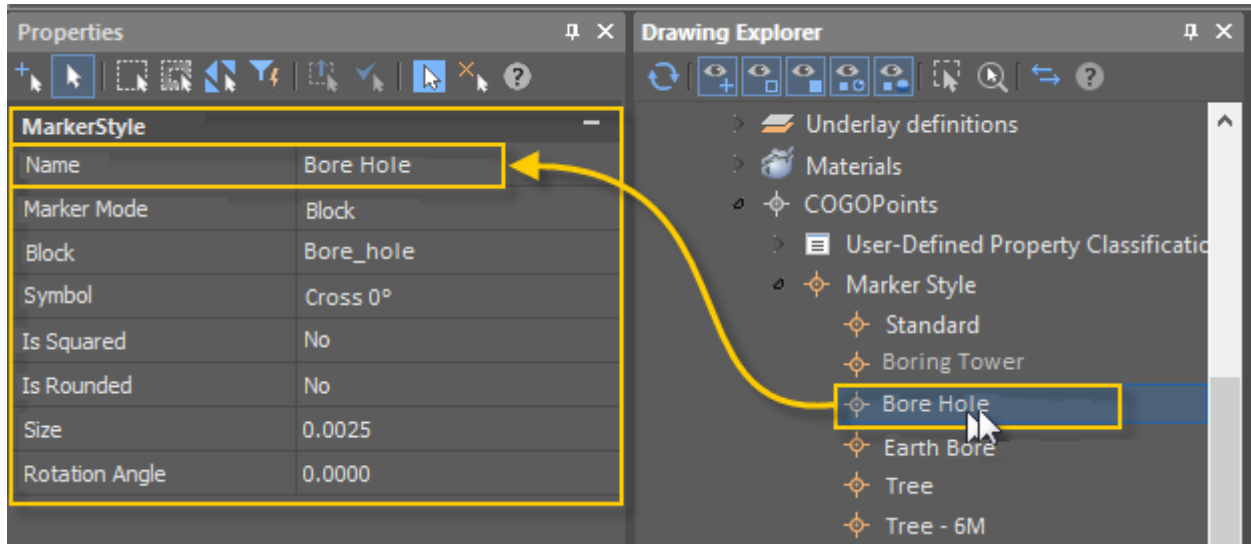 Properties
MarkerStyle
Name Bore Hole
Marker Mode Block
Block Bore_hole
Symbol Cross 0°
Is Squared No
Is Rounded No
Size 0.0025
Rotation Angle 0.0000
Drawing Explorer
Underlay definitions
Materials
COGOPoints
User-Defined Property Classificatic
Marker Style
Standard
Boring Tower
Bore Hole
Earth Bore
Tree
Tree - 6M